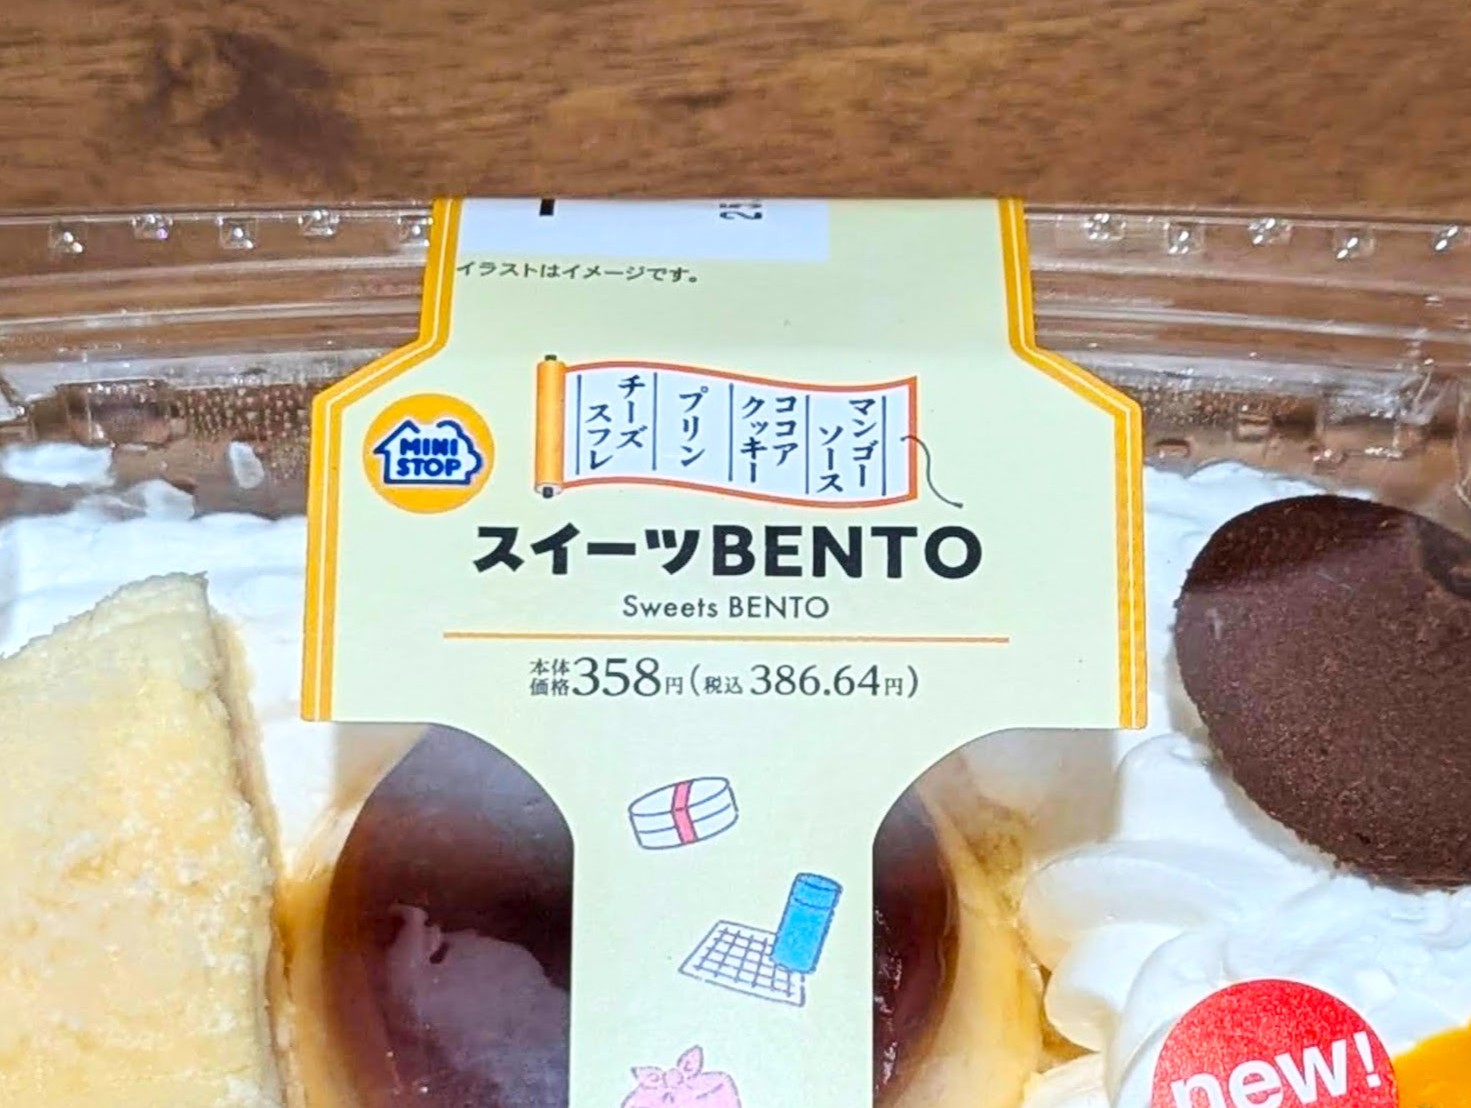 25
イラストはイメージです。
MINI
STOP
マンゴー
ソース
ココア
クッキー
プリン
チーズ
スフレ
スイーツBENTO
Sweets BENTO
本体価格358円(税込386.64円)
new!